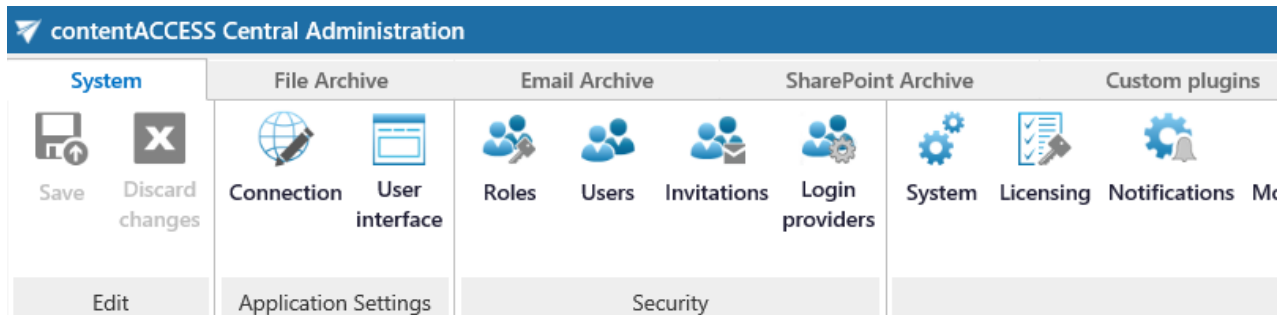 contentACCESS Central Administration
System File Archive Email Archive SharePoint Archive Custom plugins
Save Discard changes Connection User interface Roles Users Invitations Login providers System Licensing Notifications
Edit Application Settings Security